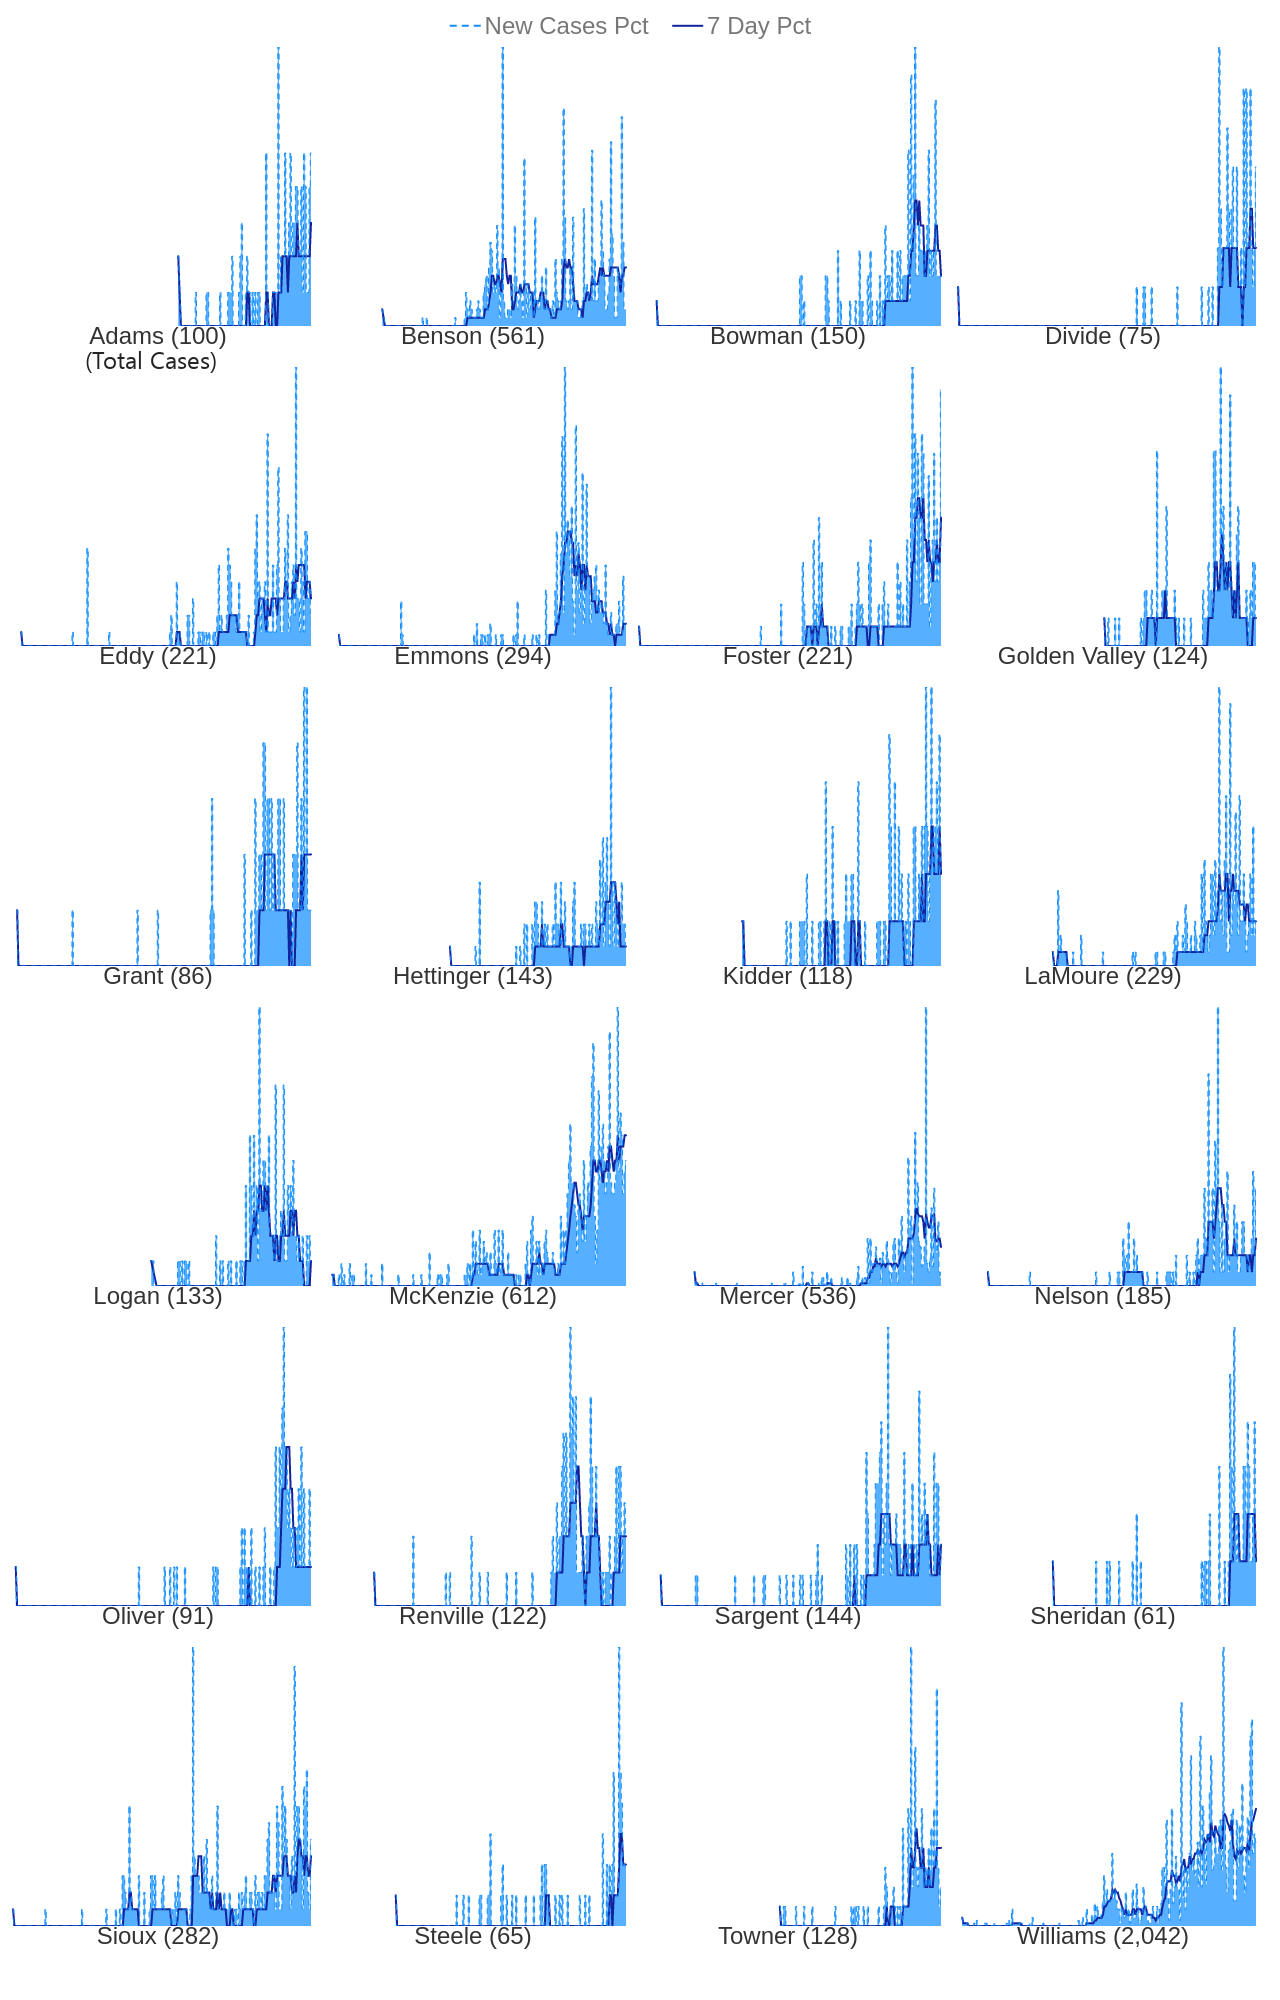 New Cases Pct 7 Day Pct
Adams (100) Benson (561) Bowman (150) Divide (75)
(Total Cases)
Eddy (221) Emmons (294) Foster (221) Golden Valley (124)
Grant (86) Hettinger (143) Kidder (118) LaMoure (229)
Logan (133) McKenzie (612) Mercer (536) Nelson (185)
Oliver (91) Renville (122) Sargent (144) Sheridan (61)
Sioux (282) Steele (65) Towner (128) Williams (2,042)